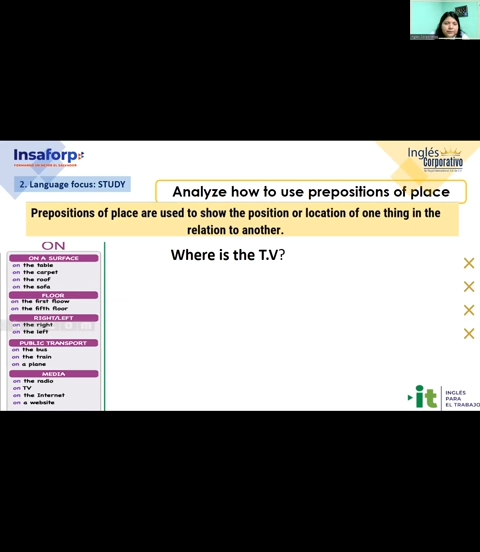 Insaforp
Inglés
Corporativo
2. Language focus: STUDY
Analyze how to use prepositions of place
Prepositions of place are used to show the position or location of one thing in the
relation to another.
ON
ON A SURFACE
on the table
on the carpet
on the roof
on the sofa
FLOOR
on the first floow
on the fifth floor
RIGHT/LEFT
on the right
on the left
PUBLIC TRANSPORT
on the bus
on the train
on a plane
MEDIA
on the radio
on TV
on the Internet
on a website
Where is the T.V?
it
INGLÉS
PARA
EL TRABAJO